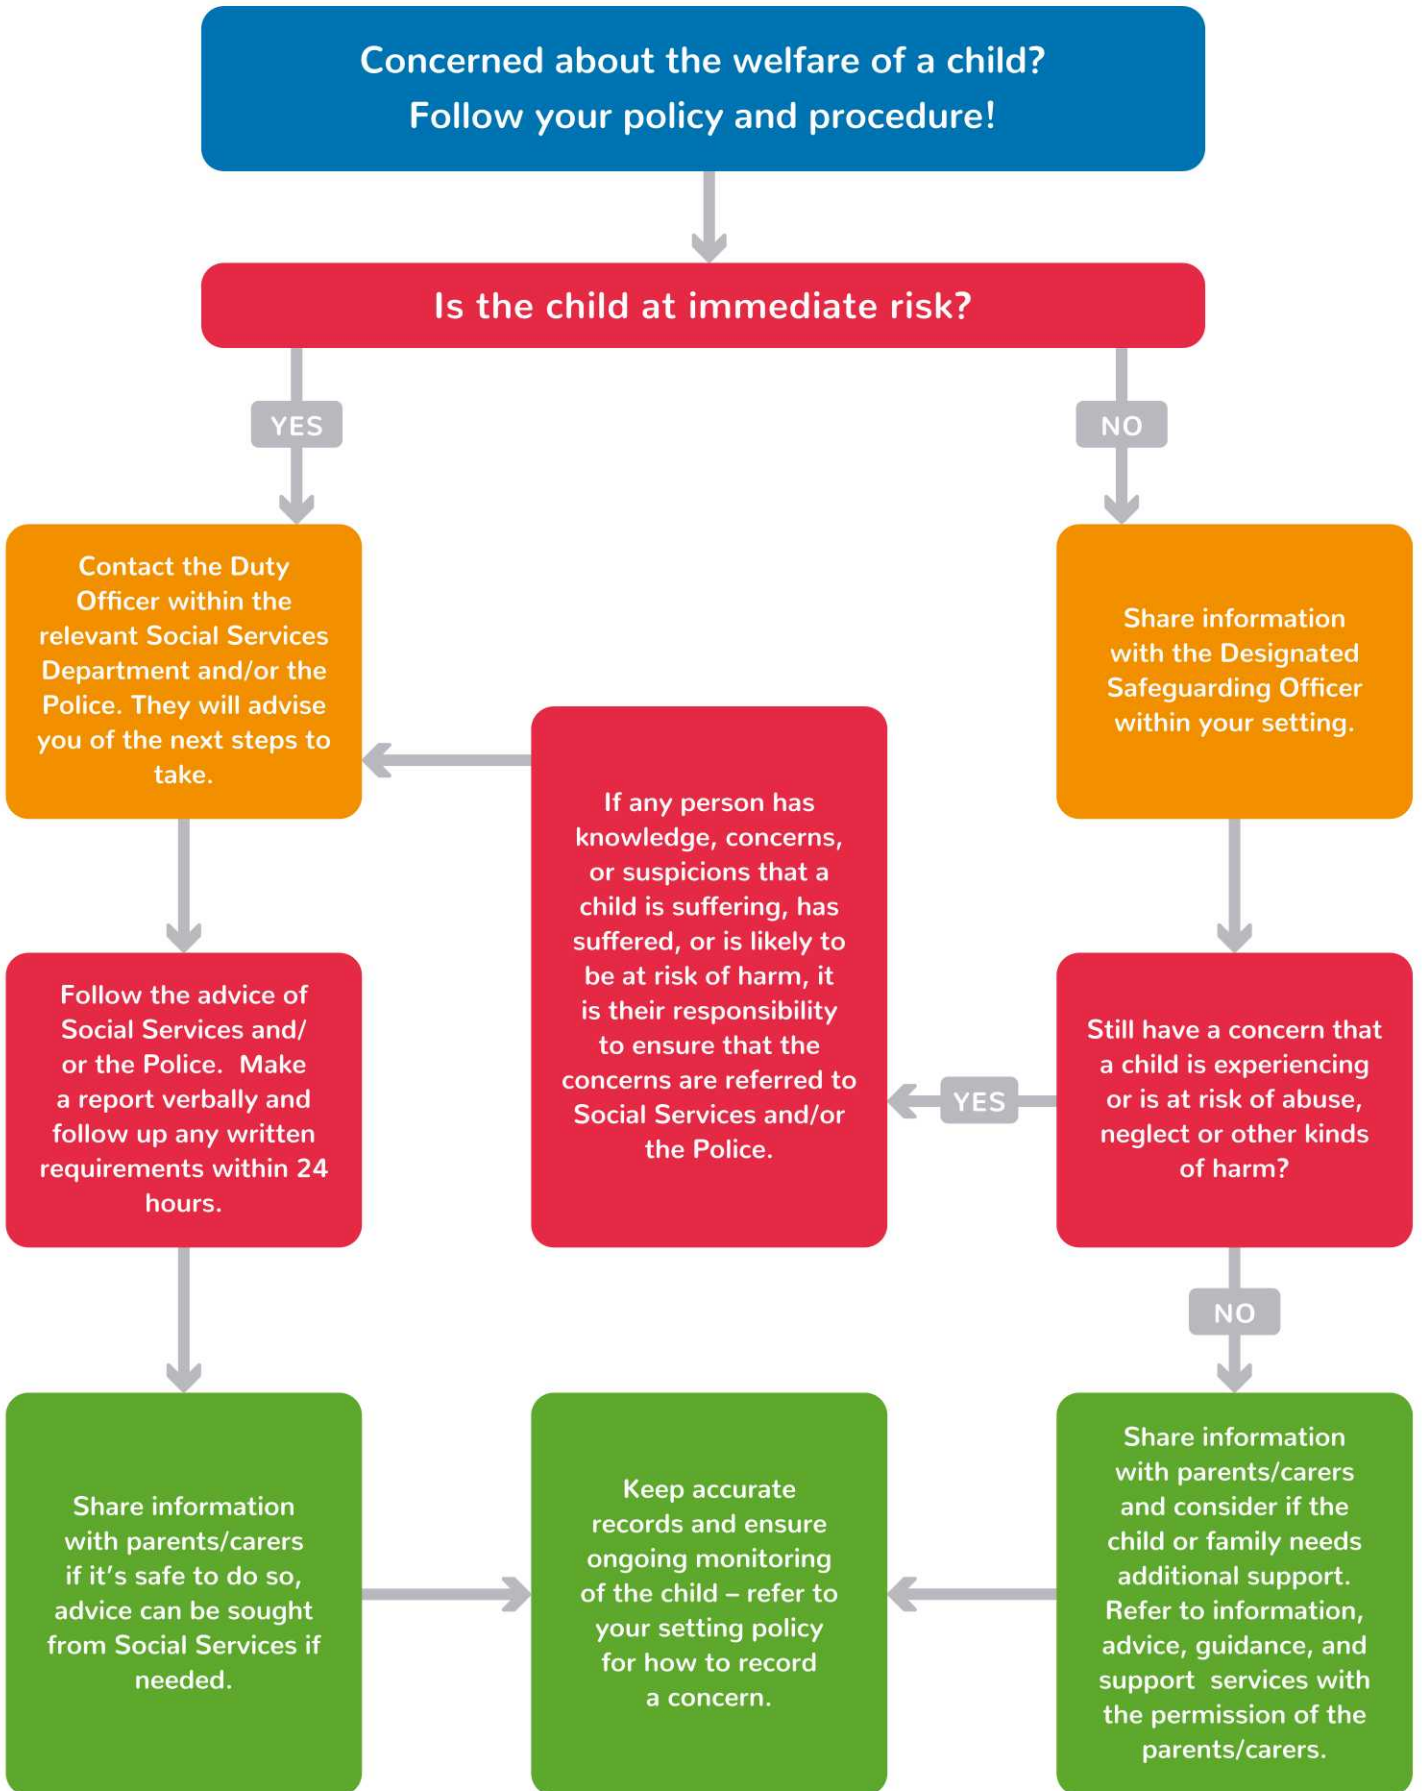 Concerned about the welfare of a child?
Follow your policy and procedure!
Is the child at immediate risk?
YES
NO
Contact the Duty
Officer within the
relevant Social Services
Department and/or the
Police. They will advise
you of the next steps to
take.
Share information
with the Designated
Safeguarding Officer
within your setting.
If any person has
knowledge, concerns,
or suspicions that a
child is suffering, has
suffered, or is likely to
be at risk of harm, it
is their responsibility
to ensure that the
concerns are referred to
Social Services and/or
the Police.
Follow the advice of
Social Services and/
or the Police.  Make
a report verbally and
follow up any written
requirements within 24
hours.
Still have a concern that
a child is experiencing
or is at risk of abuse,
neglect or other kinds
of harm?
YES
NO
Share information
with parents/carers
if it’s safe to do so,
advice can be sought
from Social Services if
needed.
Keep accurate
records and ensure
ongoing monitoring
of the child – refer to
your setting policy
for how to record
a concern.
Share information
with parents/carers
and consider if the
child or family needs
additional support.
Refer to information,
advice, guidance, and
support  services with
the permission of the
parents/carers.